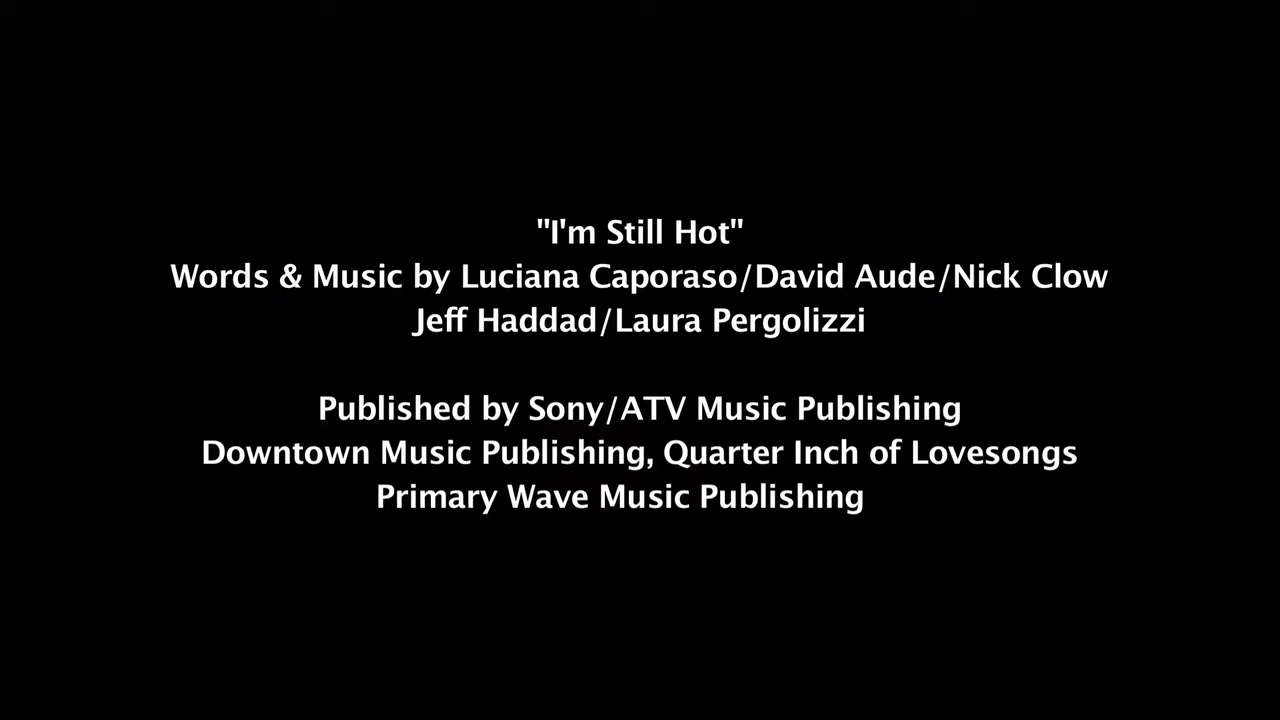 "I'm Still Hot"
Words & Music by Luciana Caporaso/David Aude/Nick Clow
Jeff Haddad/Laura Pergolizzi
Published by Sony/ATV Music Publishing
Downtown Music Publishing, Quarter Inch of Lovesongs
Primary Wave Music Publishing